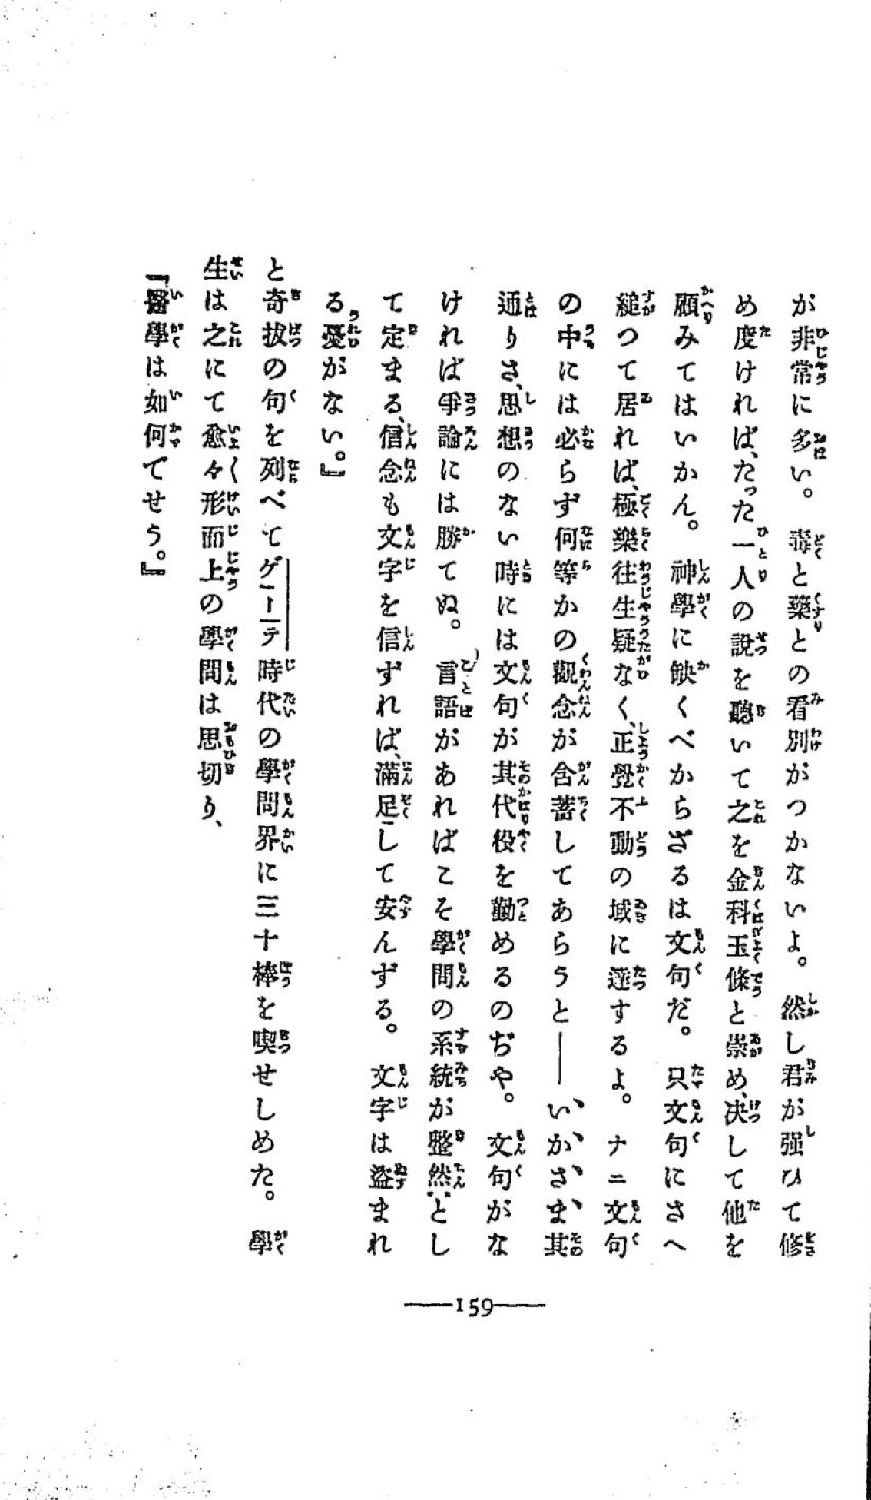 が非常に多い。毒と藥との看別がつかないよ。然し君が强ひて修
め度ければ、たった一人の說を聽いて之を金科玉條と崇め、决して他を
顧みてはいかん。神學に缺くべからざるは文句だ。只文句にさへ
縋つて居れば、極樂往生疑なく、正覺不動の域に達するよ。ナニ文句
の中には必らず何等かの觀念が含蓄してあらうと――いかさま其
通りさ、思想のない時には文句が其代役を勤めるのぢや。文句がな
ければ爭論には勝てぬ。言語があればこそ學問の系統が整然とし
て定まる、信念も文字を信ずれば、滿足して安んずる。文字は盜まれ
る憂がない。』
と奇拔の句を列べてゲーテ時代の學問界に三十棒を喫せしめた。學
生は之にて愈々形而上の學問は思切り、
『醫學は如何でせう。』
159